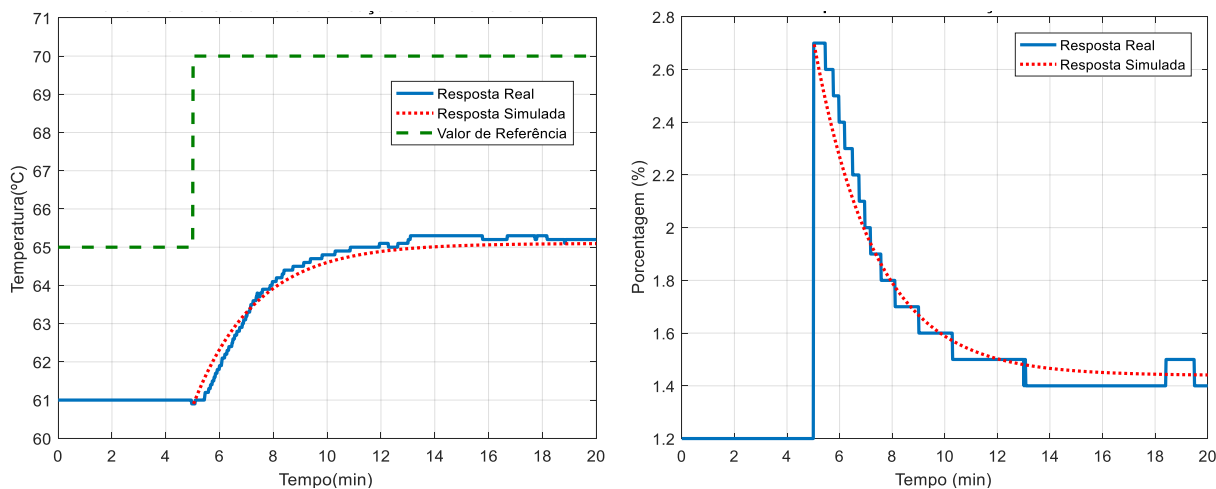 71
70
69
68
67
66
65
64
63
62
61
60
Temperatura(ºC)
0 2 4 6 8 10 12 14 16 18 20
Tempo(min)
Resposta Real
Resposta Simulada
Valor de Referência
2.8
2.6
2.4
2.2
2
1.8
1.6
1.4
1.2
Porcentagem (%)
0 2 4 6 8 10 12 14 16 18 20
Tempo (min)
Resposta Real
Resposta Simulada